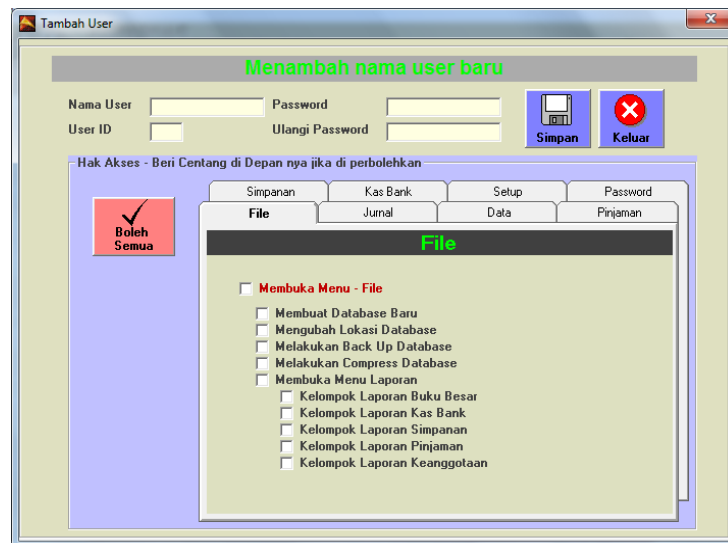 Tambah User
Menambah nama user baru
Nama User Password
User ID Ulangi Password
Simpan Keluar
Hak Akses - Beri Centang di Depan nya jika di perbolehkan
Boleh
Semua
Simpanan Kas Bank Setup Password
File Jurnal Data Pinjaman
File
Membuka Menu - File
Membuat Database Baru
Mengubah Lokasi Database
Melakukan Back Up Database
Melakukan Compress Database
Membuka Menu Laporan
Kelompok Laporan Buku Besar
Kelompok Laporan Kas Bank
Kelompok Laporan Simpanan
Kelompok Laporan Pinjaman
Kelompok Laporan Keanggotaan